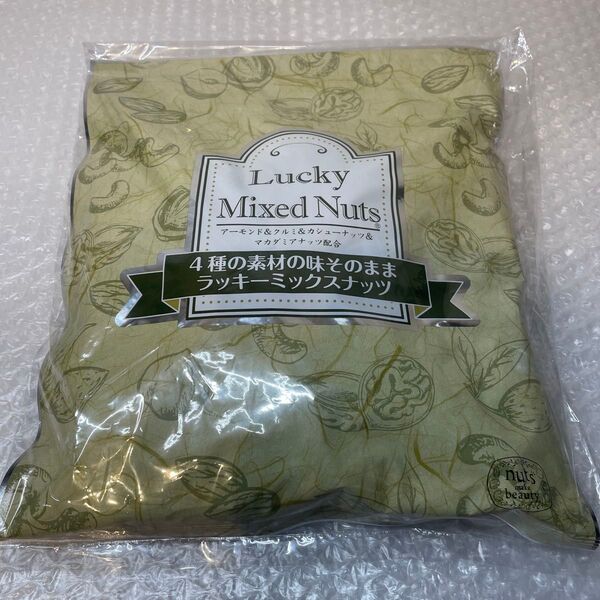 Lucky
Mixed Nuts®
アーモンド&クルミ&カシューナッツ&
マカダミアナッツ配合
4種の素材の味そのまま
ラッキーミックスナッツ
nuts
make
beauty